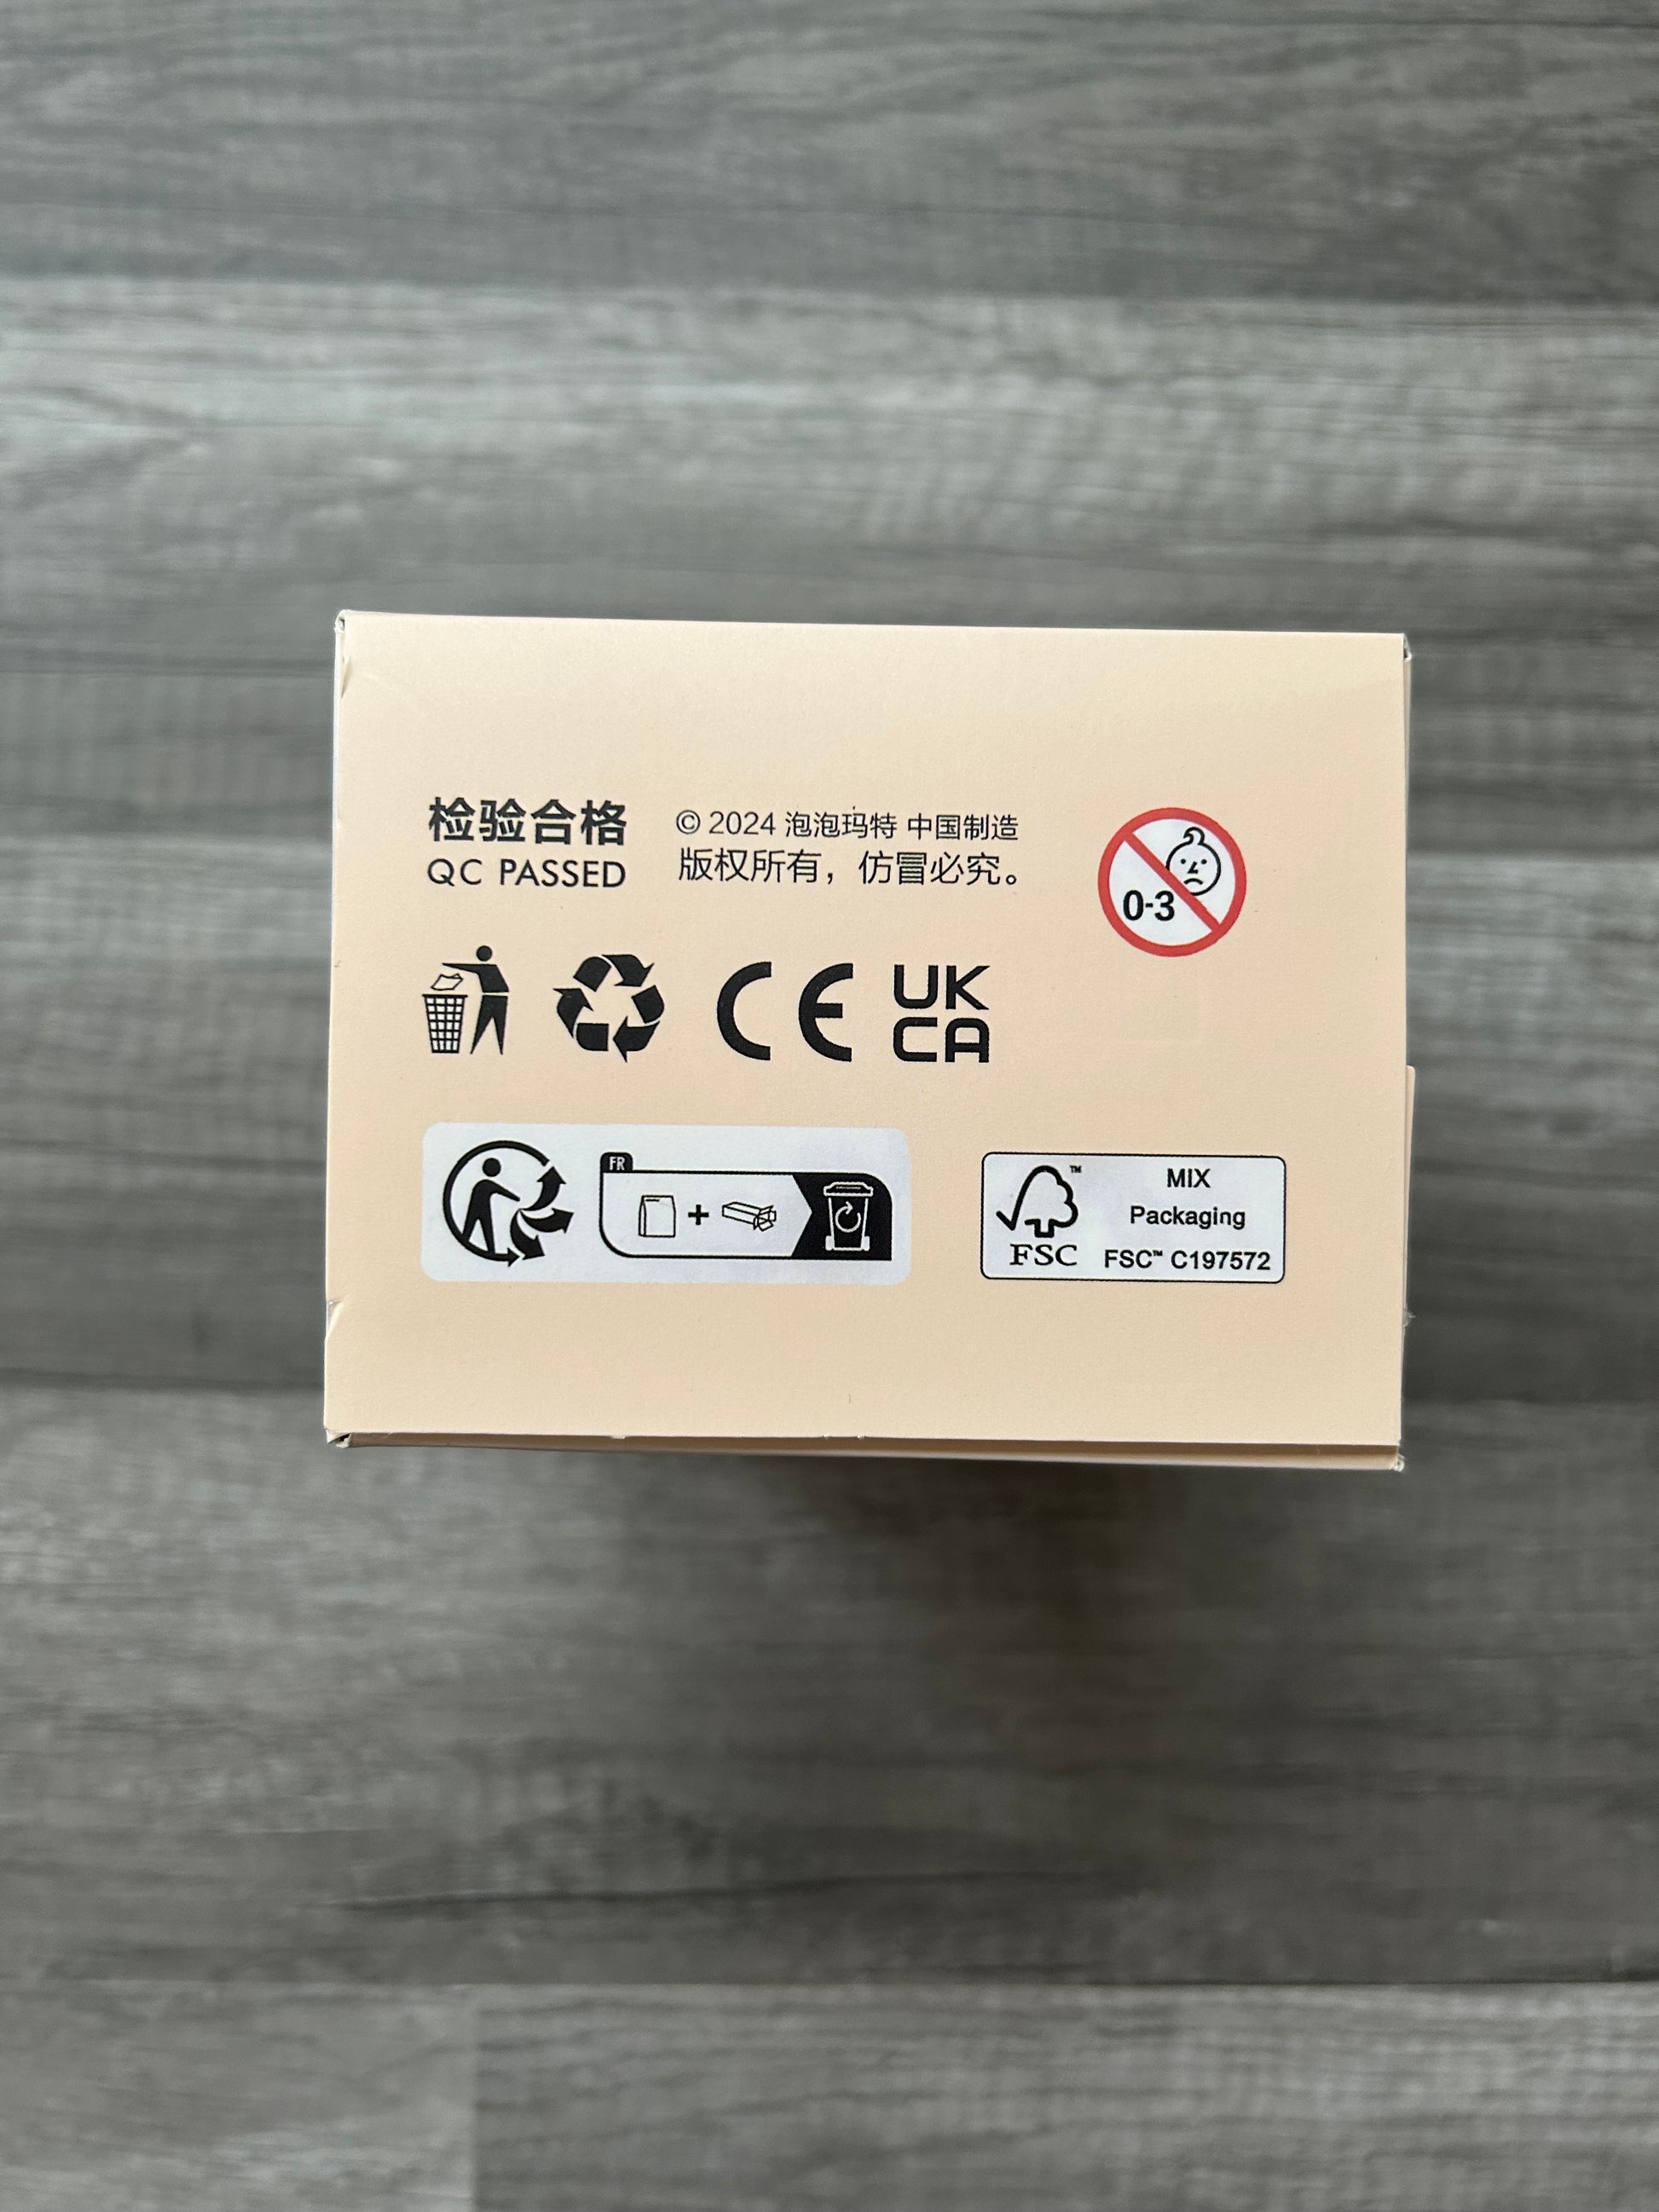 检验合格
QC PASSED
© 2024 泡泡玛特 中国制造
版权所有，仿冒必究。
0-3
CE
UK
CA
FR
+
FSC™
MIX
Packaging
FSC™ C197572